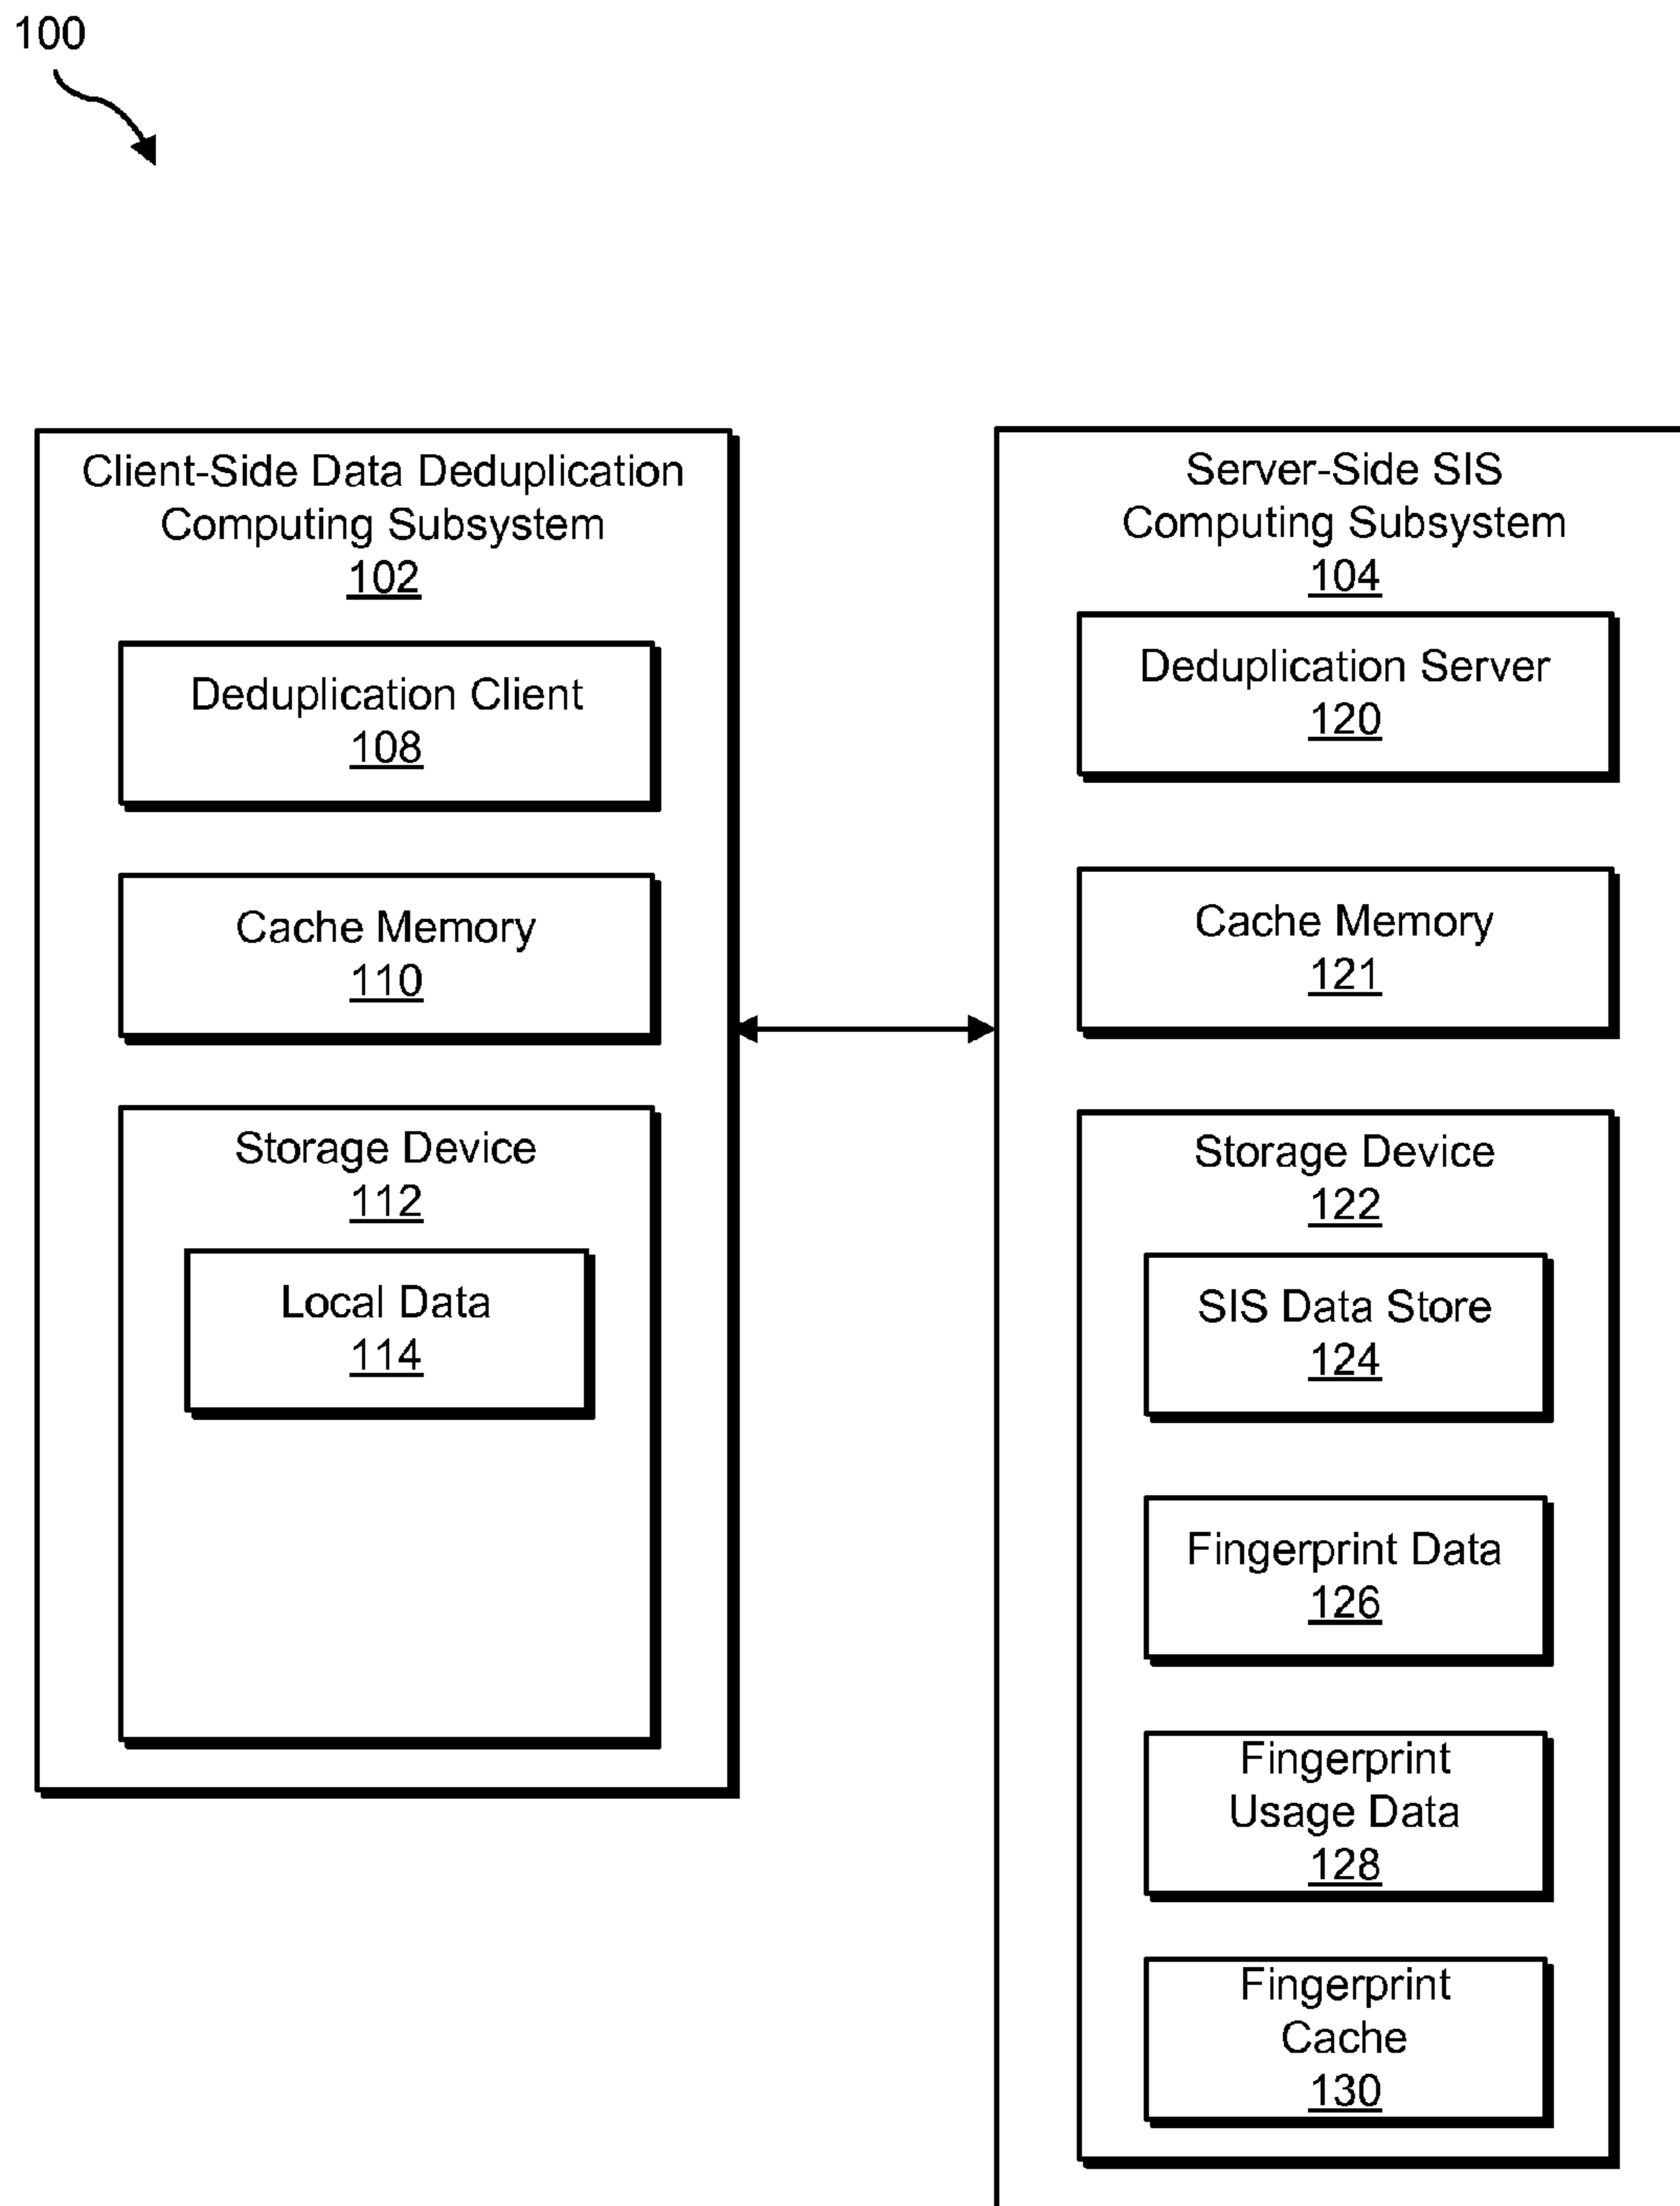 100
Client-Side Data Deduplication
Computing Subsystem
102
Deduplication Client
108
Cache Memory
110
Storage Device
112
Local Data
114
Server-Side SIS
Computing Subsystem
104
Deduplication Server
120
Cache Memory
121
Storage Device
122
SIS Data Store
124
Fingerprint Data
126
Fingerprint
Usage Data
128
Fingerprint
Cache
130